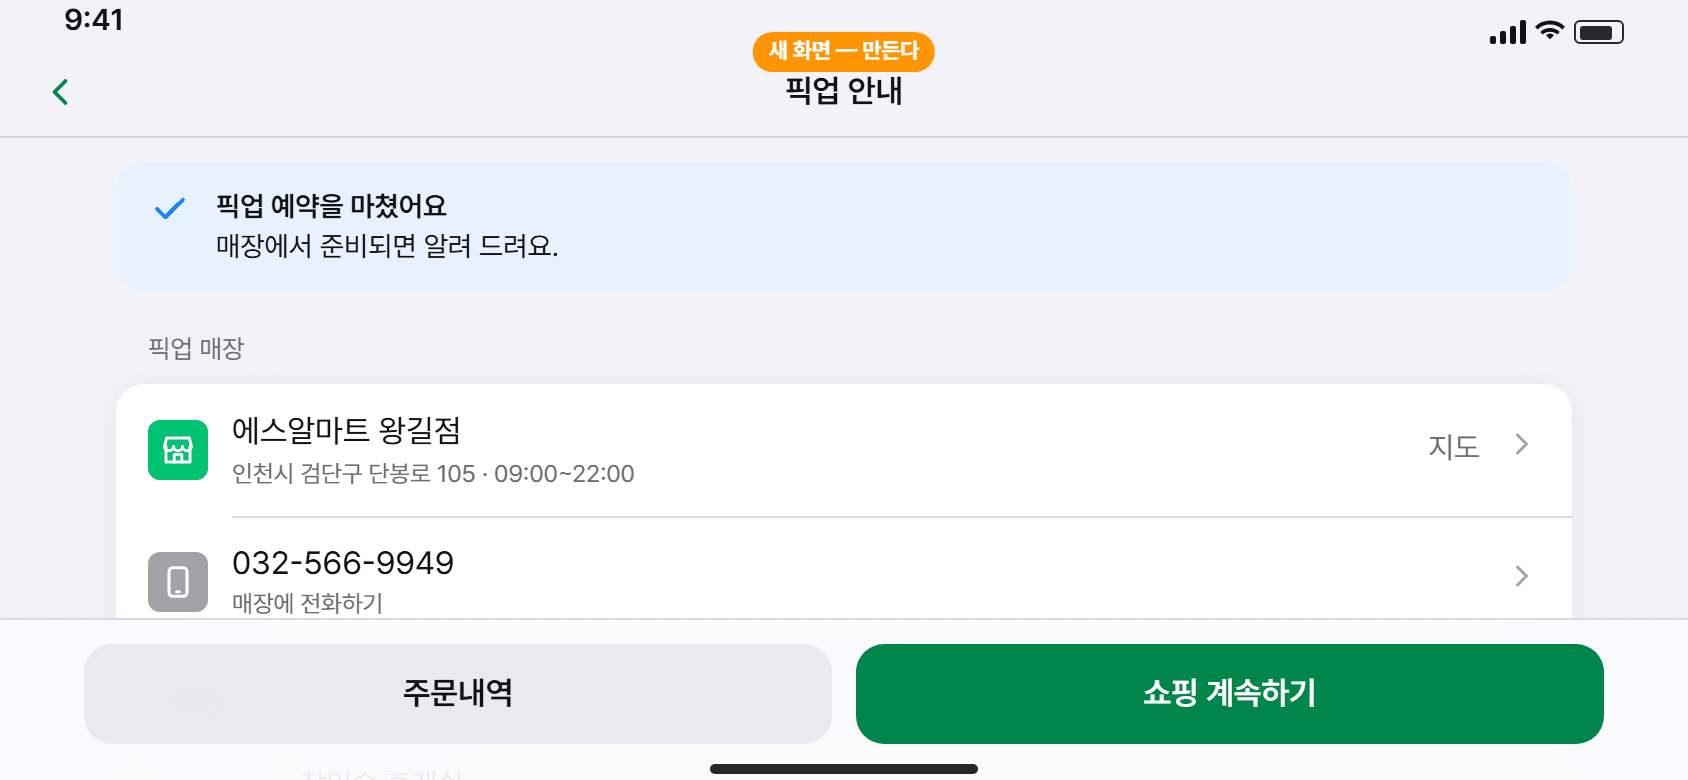 9:41
새 화면 — 만든다
픽업 안내
픽업 예약을 마쳤어요
매장에서 준비되면 알려 드려요.
픽업 매장
에스알마트 왕길점
인천시 검단구 단봉로 105 · 09:00~22:00
지도
032-566-9949
매장에 전화하기
주문내역
쇼핑 계속하기